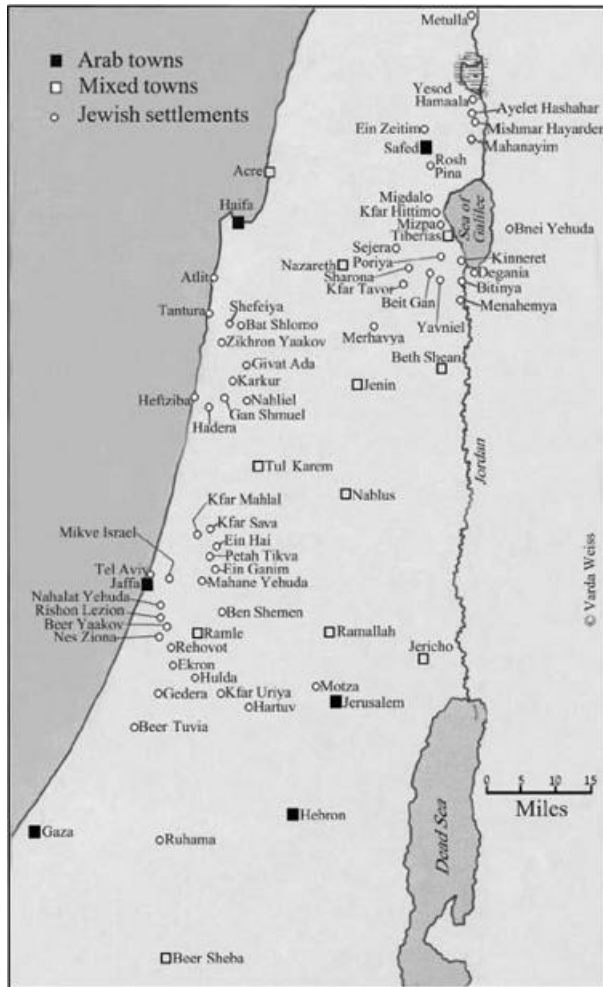 Metulla
Arab towns
Mixed towns
Jewish settlements
Yesod
Hamaala
Ayelet Hashahar
Mishmar Hayarden
Mahanayim
Ein Zeitim
Safed
Rosh
Pina
Acre
Haifa
Migdal
Kfar Hittim
Mizpa
Tiberias
Sea of
Galilee
Bnei Yehuda
Sejera
Poriya
Kinneret
Nazareth
Sharona
Degania
Kfar Tavor
Bitinya
Beit Gan
Menahemya
Yavniel
Atlit
Tantura
Shefeiya
Bat Shlomo
Zikhron Yaakov
Merhavya
Givat Ada
Beth Shean
Karkur
Jenin
Heftziba
Nahliel
Gan Shmuel
Hadera
Tul Karem
Nablus
Jordan
Kfar Mahlal
Kfar Sava
Mikve Israel
Ein Hai
Petah Tikva
Tel Aviv
Ein Ganim
Jaffa
Mahane Yehuda
Nahalat Yehuda
Rishon Lezion
Ben Shemen
Beer Yaakov
Nes Ziona
Ramle
Ramallah
Rehovot
Jericho
Ekron
Hulda
Motza
Gedera
Kfar Uriya
Hartuv
Jerusalem
Beer Tuvia
© Varda Weiss
0 5 10 15
Miles
Hebron
Gaza
Ruhama
Dead Sea
Beer Sheba